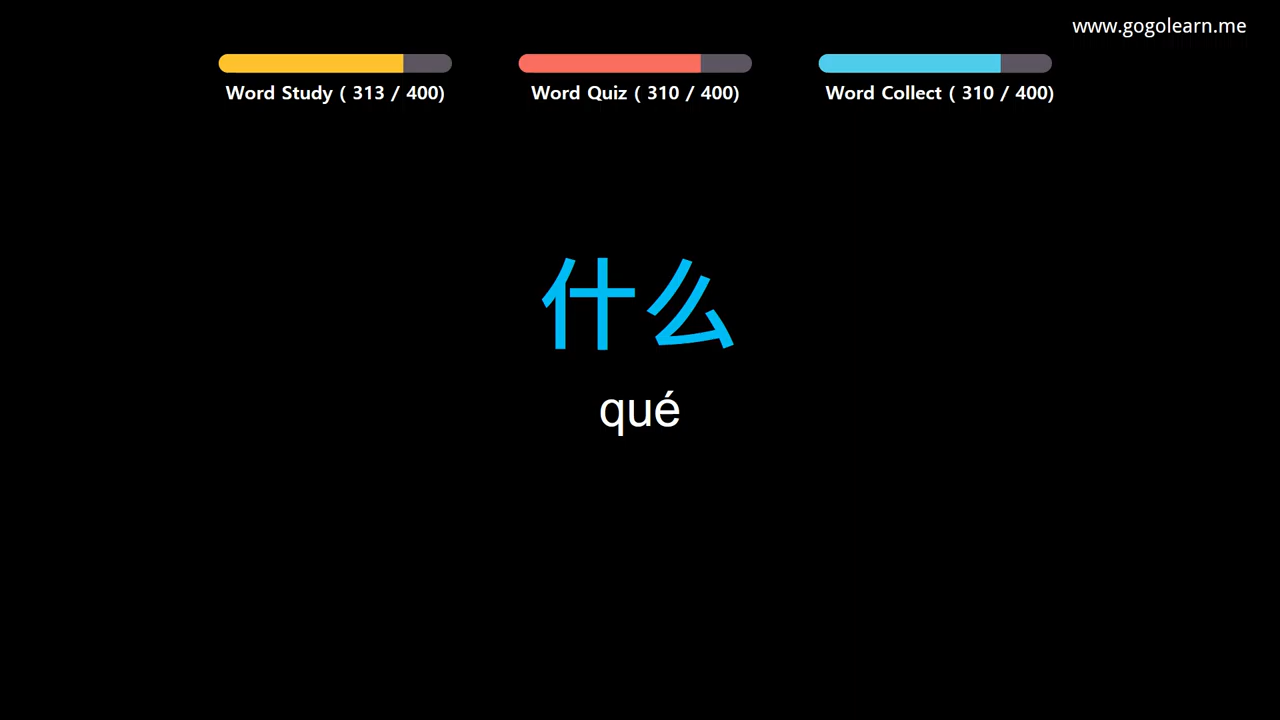 www.gogolearn.me
Word Study ( 313 / 400)
Word Quiz ( 310 / 400)
Word Collect ( 310 / 400)
什么
qué